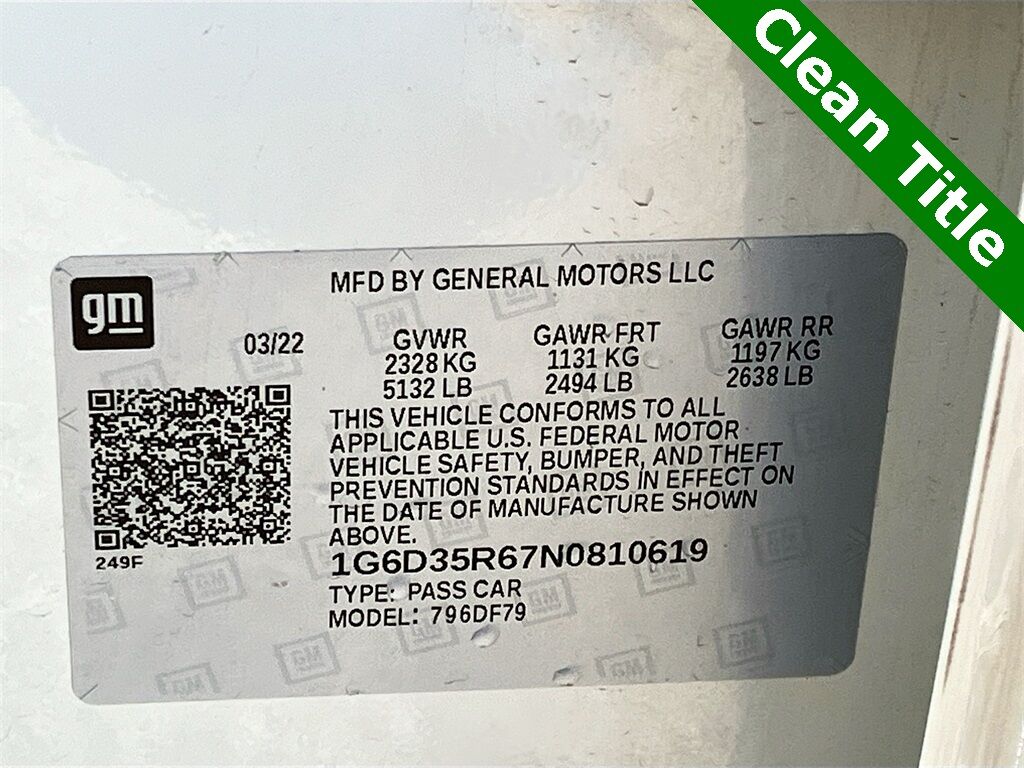 Clean Title
gm
MFD BY GENERAL MOTORS LLC
03/22
GVWR
2328 KG
5132 LB
GAWR FRT
1131 KG
2494 LB
GAWR RR
1197 KG
2638 LB
THIS VEHICLE CONFORMS TO ALL
APPLICABLE U.S. FEDERAL MOTOR
VEHICLE SAFETY, BUMPER, AND THEFT
PREVENTION STANDARDS IN EFFECT ON
THE DATE OF MANUFACTURE SHOWN
ABOVE.
249F
1G6D35R67N0810619
TYPE: PASS CAR
MODEL: 796DF79